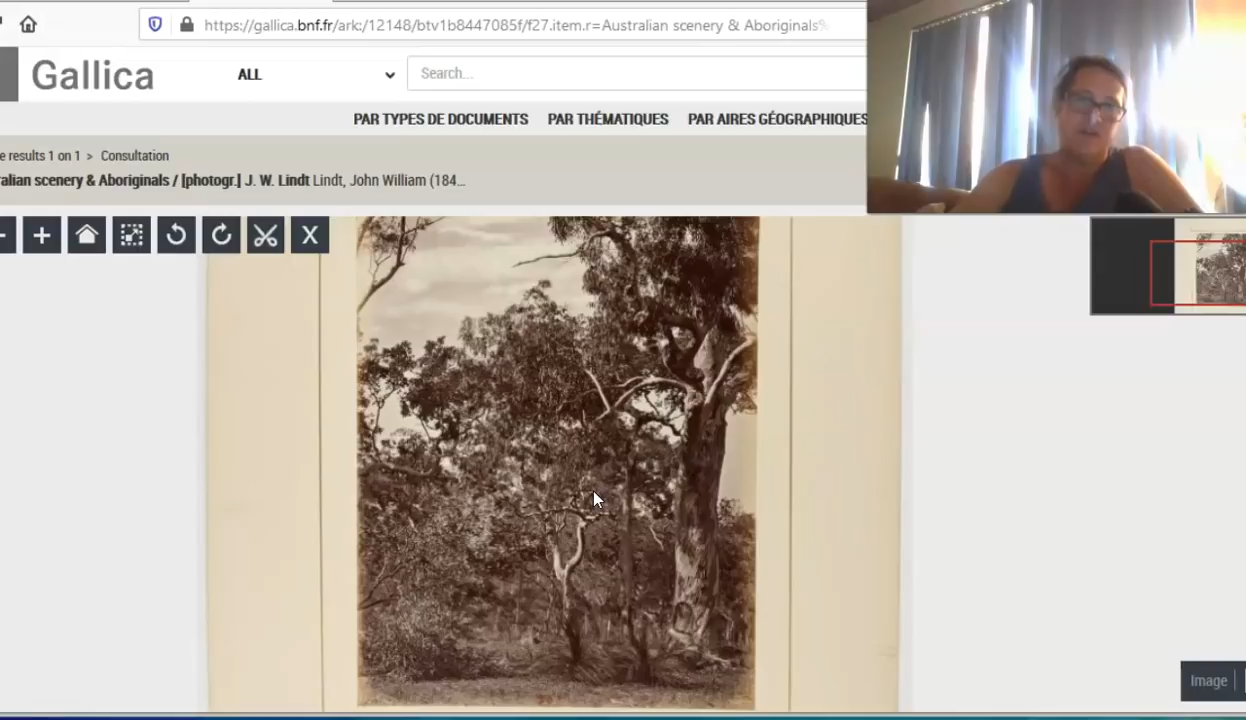 https://gallica.bnf.fr/ark:/12148/btv1b8447085f/f27.item.r=Australian scenery & Aboriginals%
Gallica
ALL
Search...
PAR TYPES DE DOCUMENTS
PAR THÉMATIQUES
PAR AIRES GÉOGRAPHIQUES
e results 1 on 1 > Consultation
alian scenery & Aboriginals / [photogr.] J. W. Lindt Lindt, John William (184...
X
Image